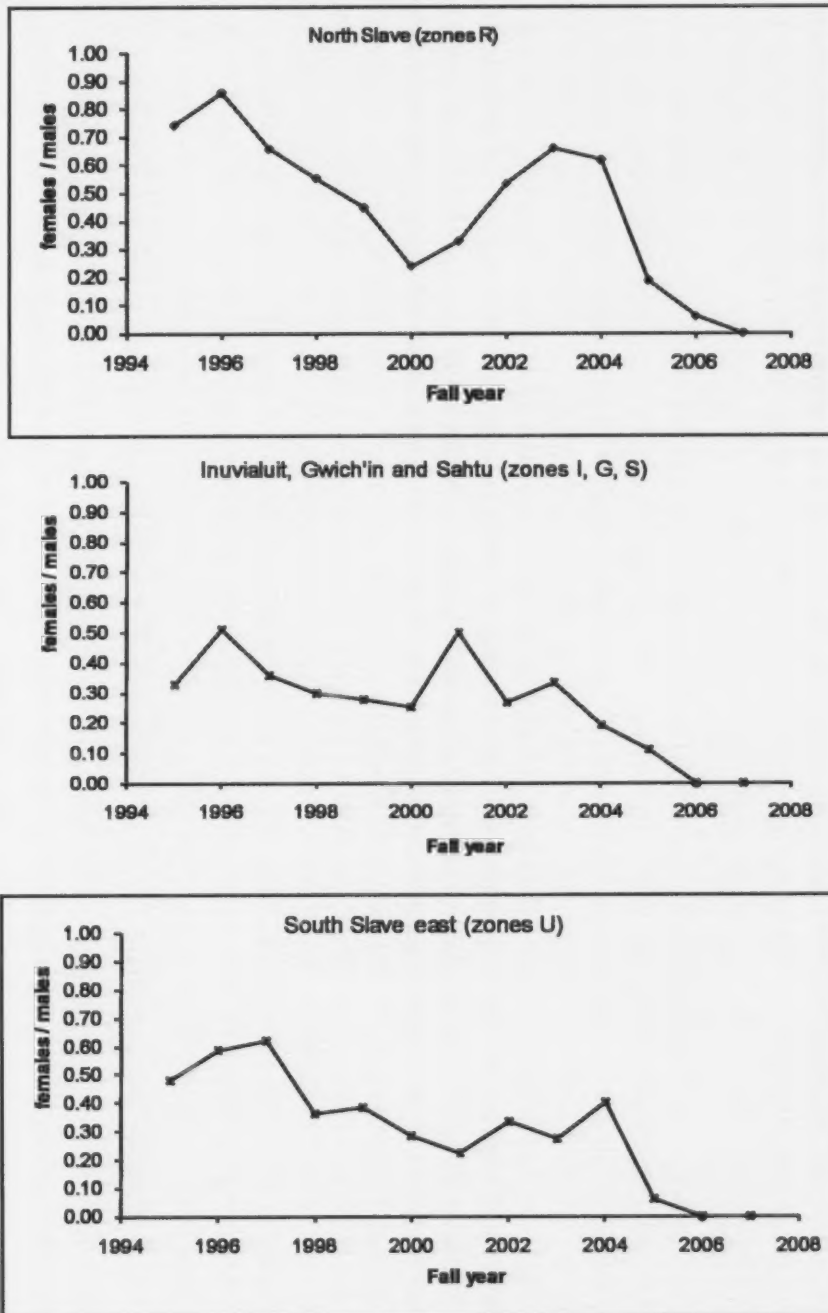 North Slave (zones R)
females / males
1.00
0.90
0.80
0.70
0.60
0.50
0.40
0.30
0.20
0.10
0.00
1994 1996 1998 2000 2002 2004 2006 2008
Fall year
Inuvialuit, Gwich'in and Sahtu (zones I, G, S)
females / males
1.00
0.90
0.80
0.70
0.60
0.50
0.40
0.30
0.20
0.10
0.00
1994 1996 1998 2000 2002 2004 2006 2008
Fall year
South Slave east (zones U)
females / males
1.00
0.90
0.80
0.70
0.60
0.50
0.40
0.30
0.20
0.10
0.00
1994 1996 1998 2000 2002 2004 2006 2008
Fall year